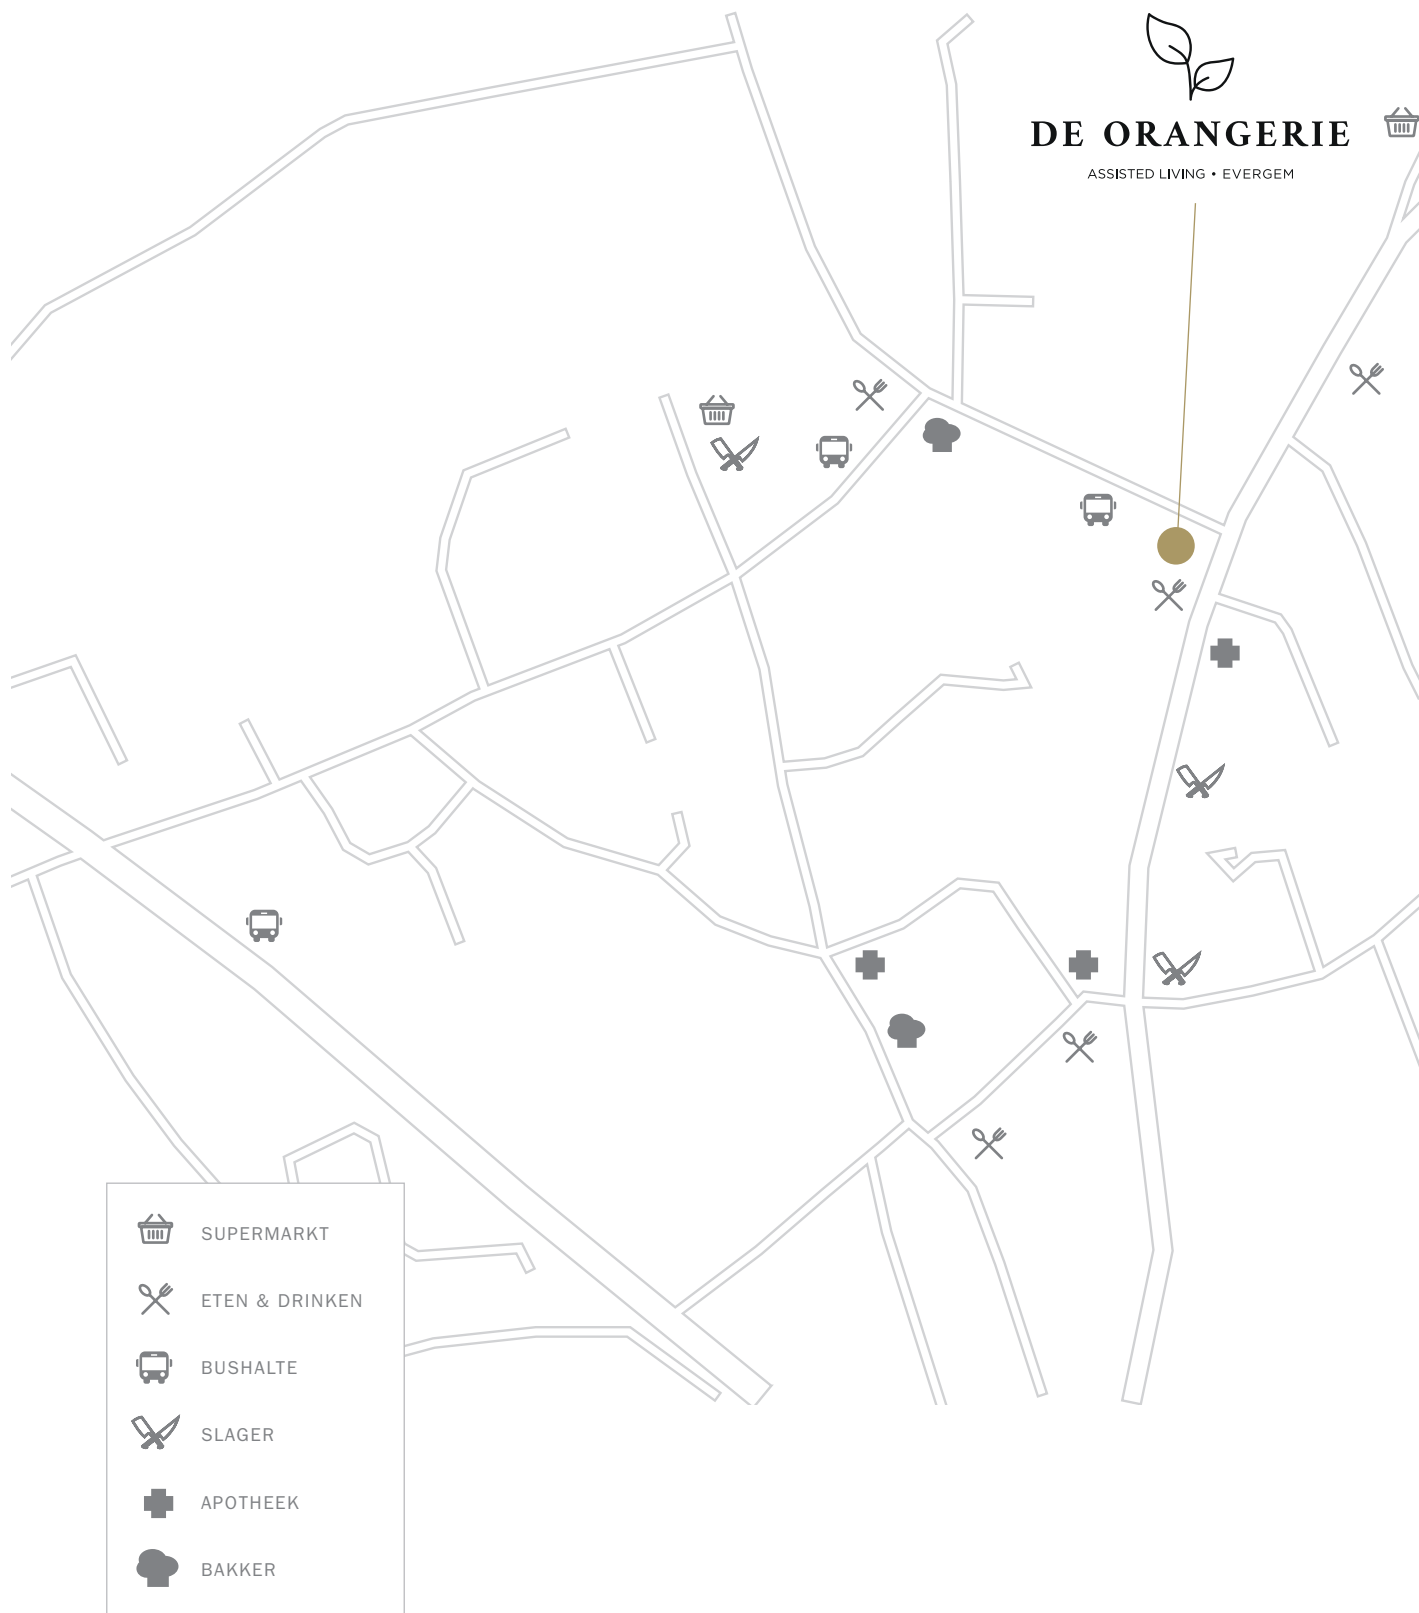 DE ORANGERIE
ASSISTED LIVING • EVERGEM
SUPERMARKT
ETEN & DRINKEN
BUSHALTE
SLAGER
APOTHEEK
BAKKER